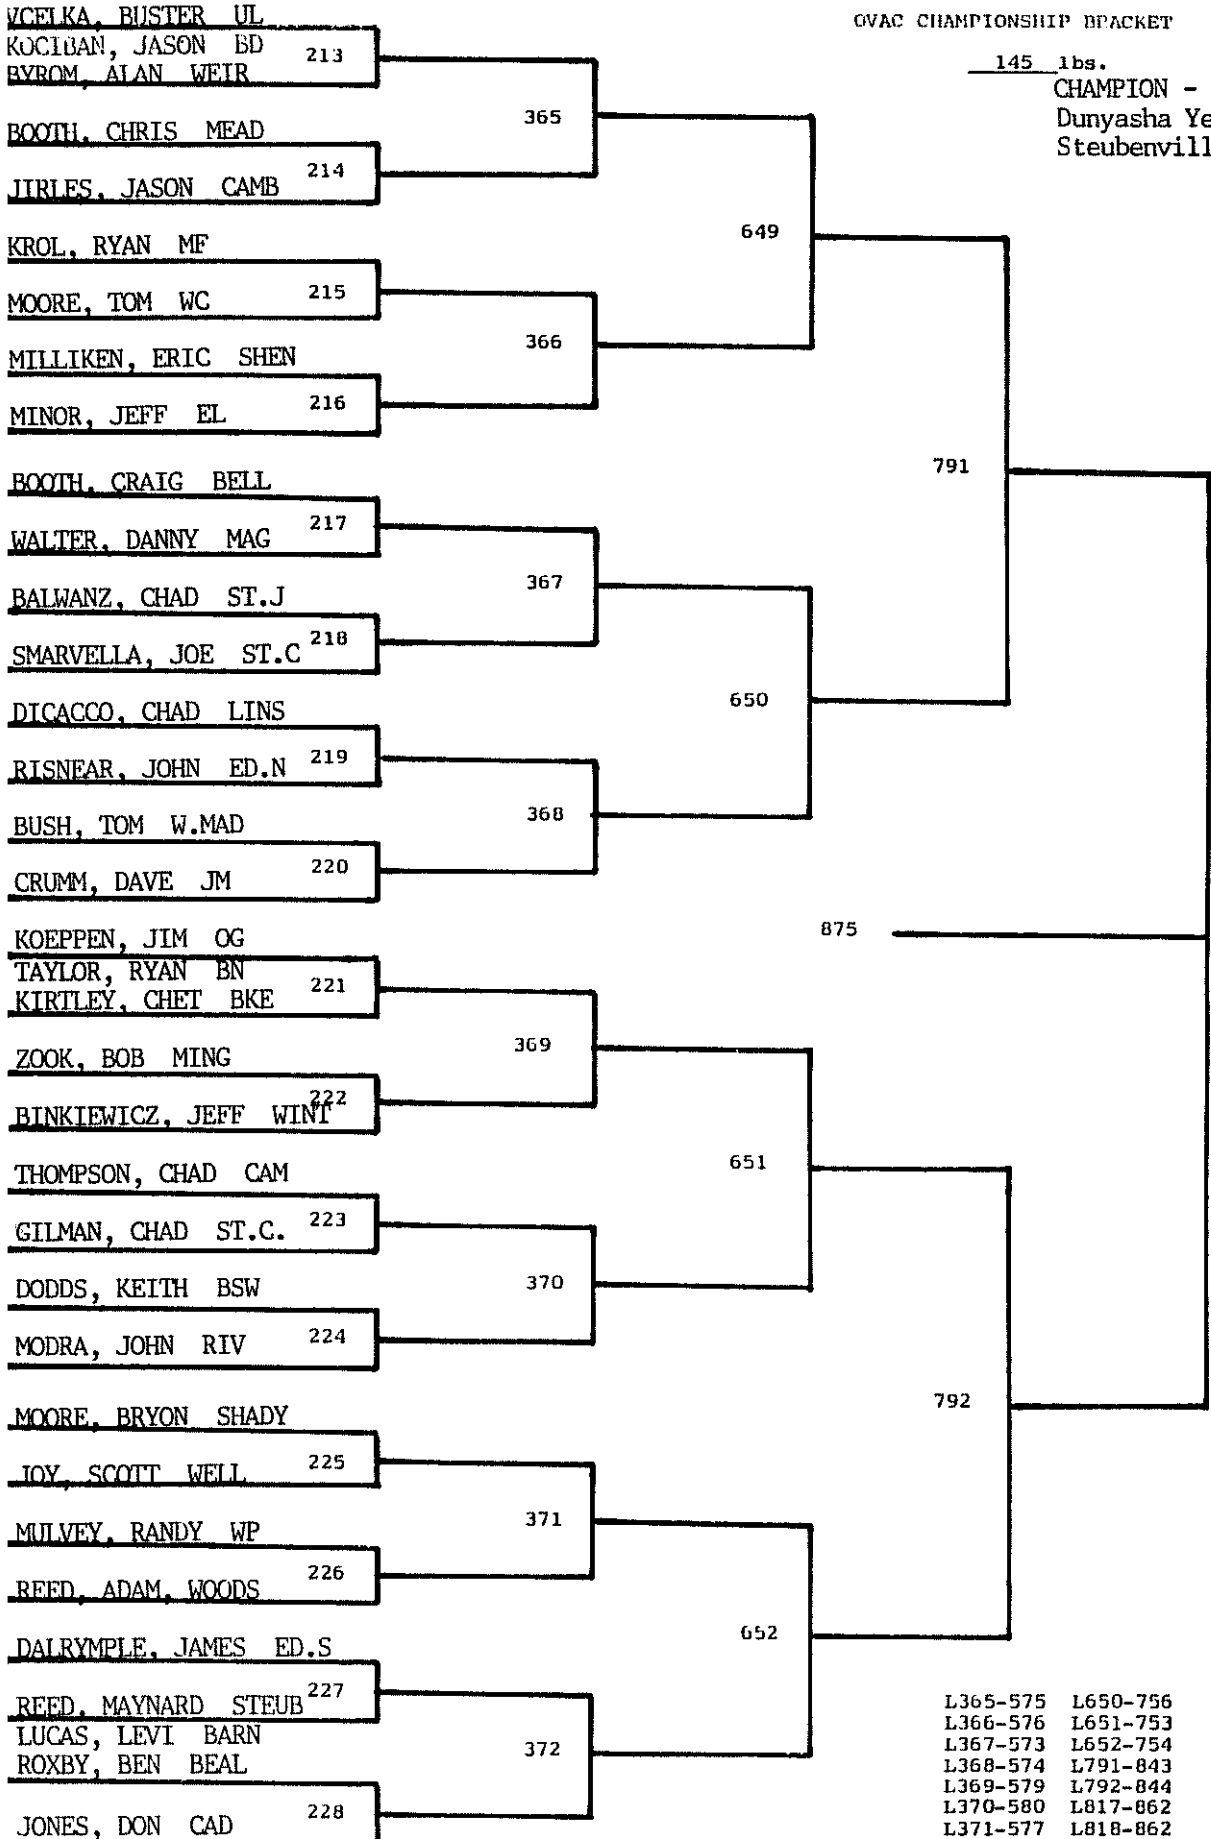 VCELKA, BUSTER UL
OVAC CHAMPIONSHIP BRACKET
KOCIBAN, JASON BD
213
BYROM, ALAN WEIR
145 lbs.
CHAMPION -
Dunyasha Ye
Steubenvill
365
BOOTH, CHRIS MEAD
214
JIRLES, JASON CAMB
649
KROL, RYAN MF
215
MOORE, TOM WC
366
MILLIKEN, ERIC SHEN
216
MINOR, JEFF EL
791
BOOTH, CRAIG BELL
217
WALTER, DANNY MAG
367
BALWANZ, CHAD ST.J
218
SMARVELLA, JOE ST.C
650
DICACCO, CHAD LINS
219
RISNEAR, JOHN ED.N
368
BUSH, TOM W.MAD
220
CRUMM, DAVE JM
875
KOEPPEN, JIM OG
TAYLOR, RYAN BN
221
KIRTLEY, CHET BKE
369
ZOOK, BOB MING
222
BINKIEWICZ, JEFF WINT
651
THOMPSON, CHAD CAM
223
GILMAN, CHAD ST.C.
370
DODDS, KEITH BSW
224
MODRA, JOHN RIV
792
MOORE, BRYON SHADY
225
JOY, SCOTT WELL
371
MULVEY, RANDY WP
226
REED, ADAM, WOODS
652
DALRYMPLE, JAMES ED.S
227
REED, MAYNARD STEUB
LUCAS, LEVI BARN
372
ROXBY, BEN BEAL
228
JONES, DON CAD
L365-575 L650-756
L366-576 L651-753
L367-573 L652-754
L368-574 L791-843
L369-579 L792-844
L370-580 L817-862
L371-577 L818-862